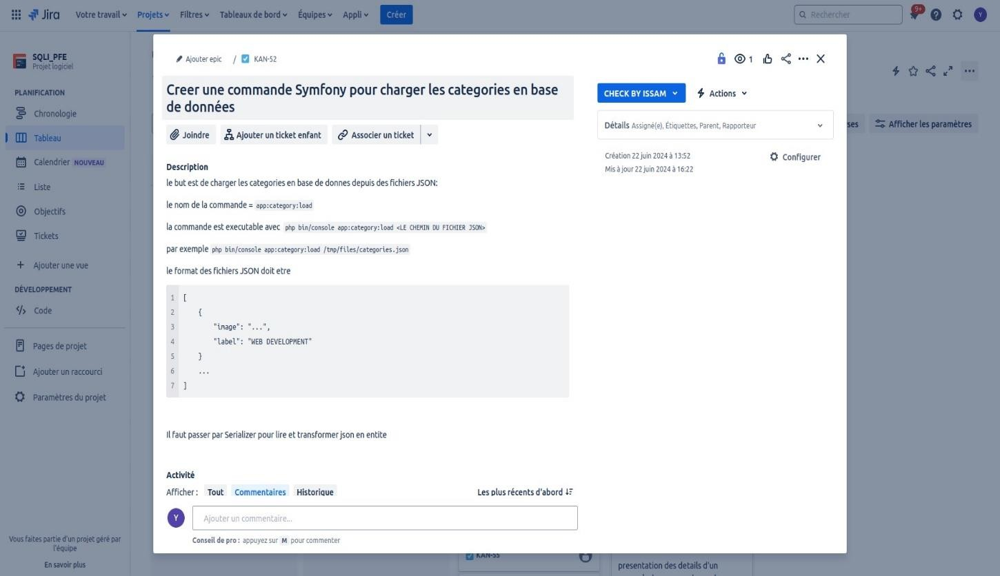 Jira
Votre travail
Projets
Filtres
Tableaux de bord
Équipes
Appli
Créer
Rechercher
9+
Y
SQLI_PFE
Projet logiciel
PLANIFICATION
Chronologie
Tableau
Calendrier NOUVEAU
Liste
Objectifs
Tickets
Ajouter une vue
DÉVELOPPEMENT
Code
Pages de projet
Ajouter un raccourci
Paramètres du projet
Vous faites partie d'un projet géré par
l'équipe
En savoir plus
Ajouter epic / KAN-52
1
Creer une commande Symfony pour charger les categories en base
de données
Joindre
Ajouter un ticket enfant
Associer un ticket
Description
le but est de charger les categories en base de donnes depuis des fichiers JSON:
le nom de la commande = app:category:load
la commande est executable avec php bin/console app:category:load <LE CHEMIN DU FICHIER JSON>
par exemple php bin/console app:category:load /tmp/files/categories.json
le format des fichiers JSON doit etre
1 [
2 {
3 "image": "...",
4 "label": "WEB DEVELOPMENT"
5 }
6 ...
7 ]
Il faut passer par Serializer pour lire et transformer json en entite
Activité
Afficher : Tout Commentaires Historique
Les plus récents d'abord
Y
Ajouter un commentaire...
Conseil de pro : appuyez sur M pour commenter
CHECK BY ISSAM
Actions
Détails Assigné(e), Étiquettes, Parent, Rapporteur
Création 22 juin 2024 à 13:52
Mis à jour 22 juin 2024 à 16:22
Configurer
ses
Afficher les paramètres
KAN-55
presentation des details d'un